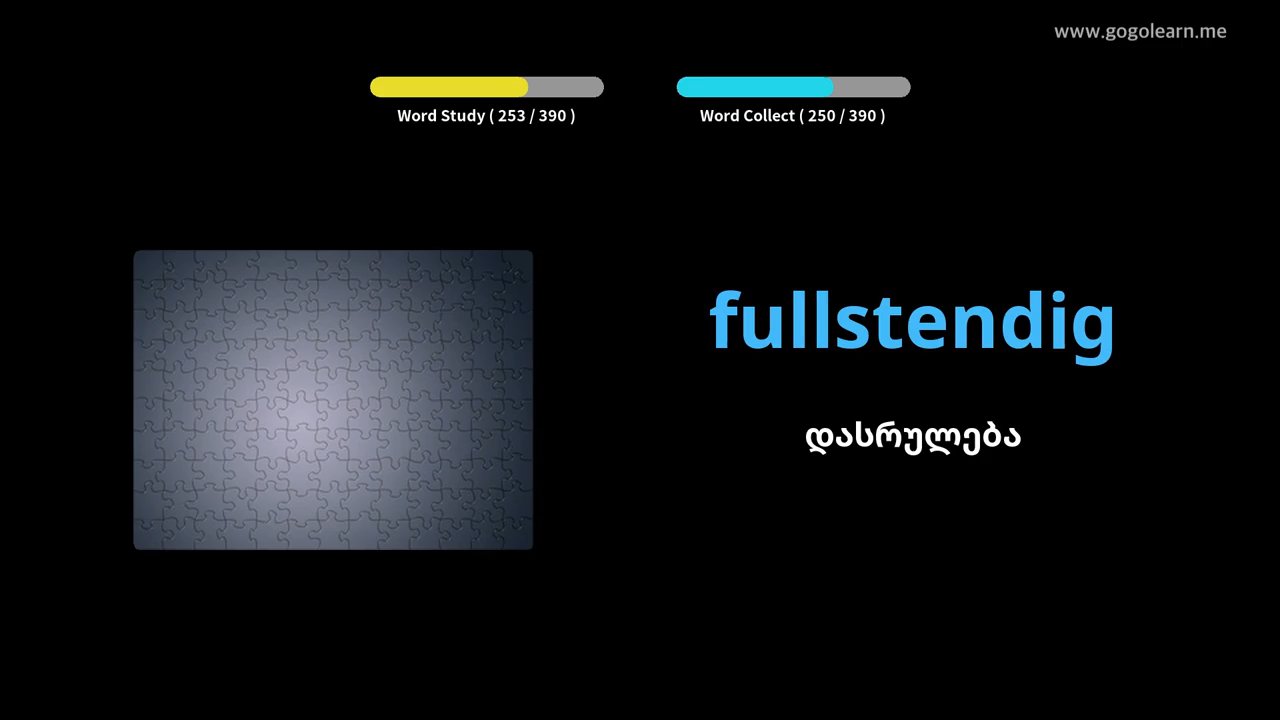 www.gogolearn.me
Word Study ( 253 / 390 )
Word Collect ( 250 / 390 )
fullstendig
დასრულება